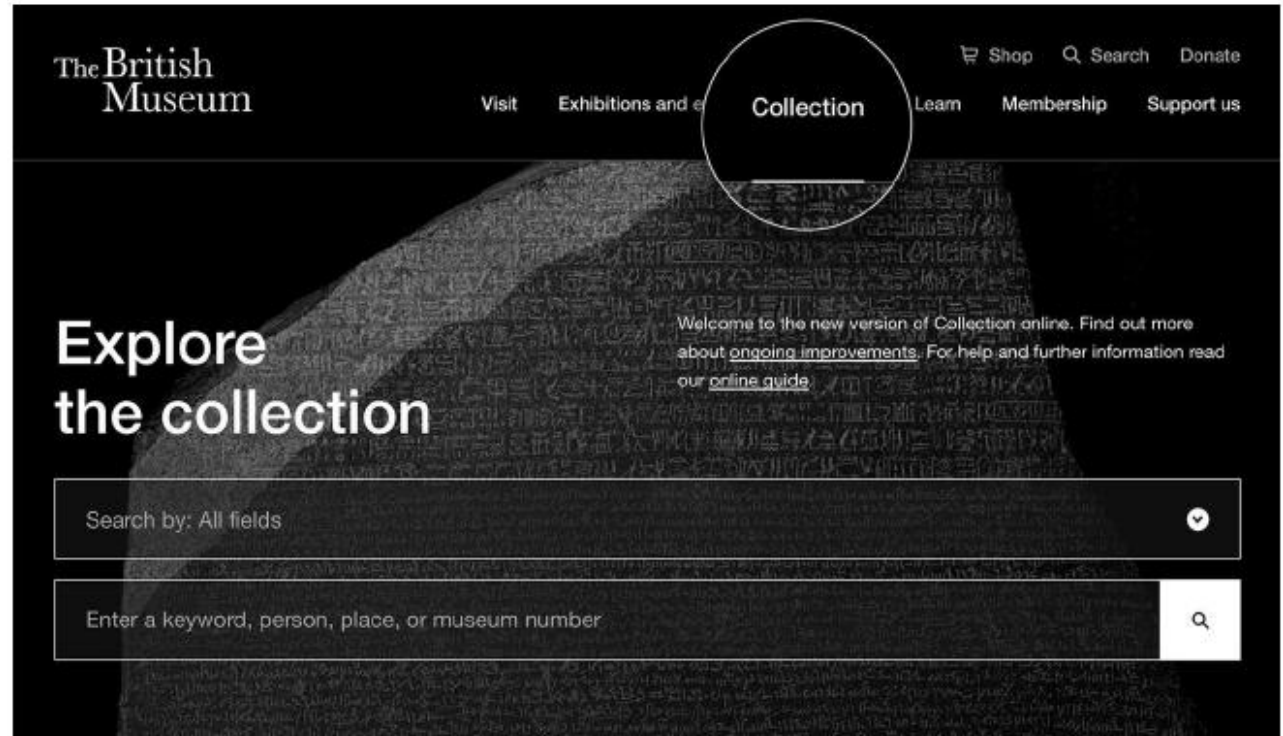 The British
Museum
Shop Search Donate
Visit Exhibitions and e Collection Learn Membership Support us
Explore
the collection
Welcome to the new version of Collection online. Find out more
about ongoing improvements. For help and further information read
our online guide
Search by: All fields
Enter a keyword, person, place, or museum number